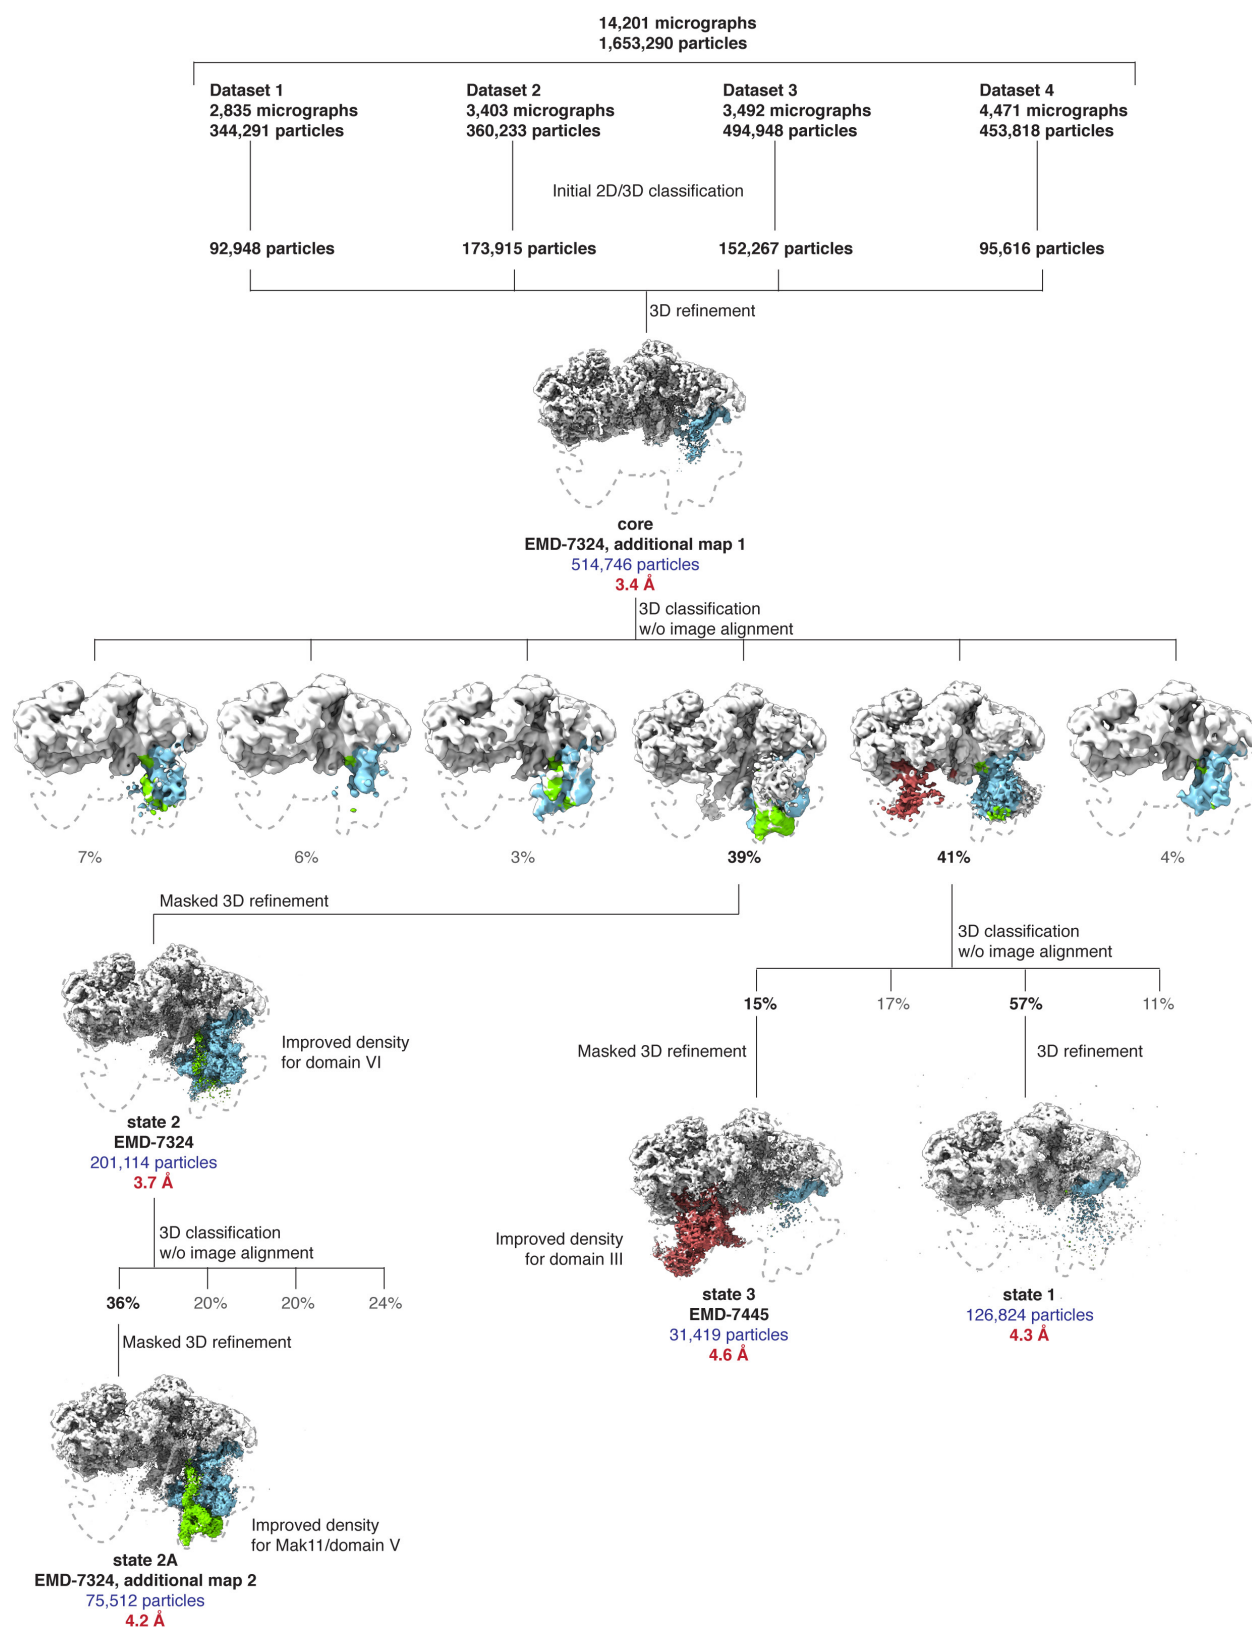 14,201 micrographs
1,653,290 particles
Dataset 1
2,835 micrographs
344,291 particles
Dataset 2
3,403 micrographs
360,233 particles
Dataset 3
3,492 micrographs
494,948 particles
Dataset 4
4,471 micrographs
453,818 particles
Initial 2D/3D classification
92,948 particles
173,915 particles
152,267 particles
95,616 particles
3D refinement
core
EMD-7324, additional map 1
514,746 particles
3.4 Å
3D classification
w/o image alignment
7%
6%
3%
39%
41%
4%
Masked 3D refinement
3D classification
w/o image alignment
15%
17%
57%
11%
Masked 3D refinement
3D refinement
Improved density
for domain VI
state 2
EMD-7324
201,114 particles
3.7 Å
3D classification
w/o image alignment
36%
20%
20%
24%
Improved density
for domain III
state 3
EMD-7445
31,419 particles
4.6 Å
state 1
126,824 particles
4.3 Å
Masked 3D refinement
Improved density
for Mak11/domain V
state 2A
EMD-7324, additional map 2
75,512 particles
4.2 Å